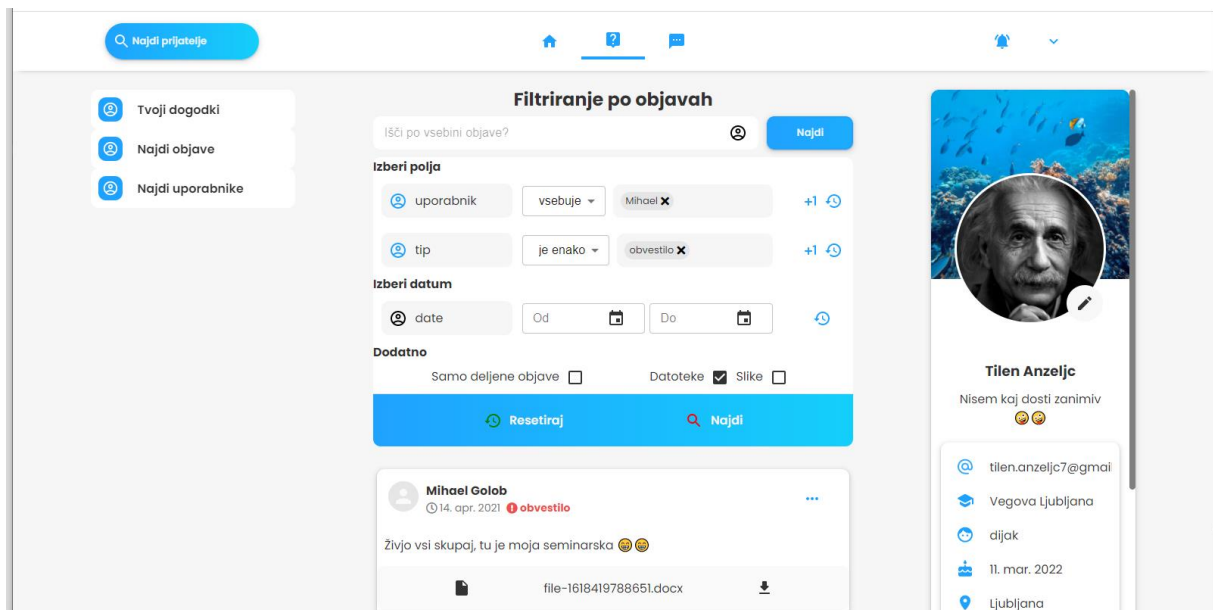 Najdi prijatelje
Tvoji dogodki
Najdi objave
Najdi uporabnike
Filtriranje po objavah
Išči po vsebini objave?
Najdi
Izberi polja
uporabnik vsebuje Mihael +1
tip je enako obvestilo +1
Izberi datum
date Od Do
Dodatno
Samo deljene objave Datoteke Slike
Resetiraj Najdi
Mihael Golob
14. apr. 2021 obvestilo
Živjo vsi skupaj, tu je moja seminarska 😁😁
file-1618419788651.docx
Tilen Anzeljc
Nisem kaj dosti zanimiv
🤪🤪
tilen.anzeljc7@gmail
Vegova Ljubljana
dijak
11. mar. 2022
Ljubljana